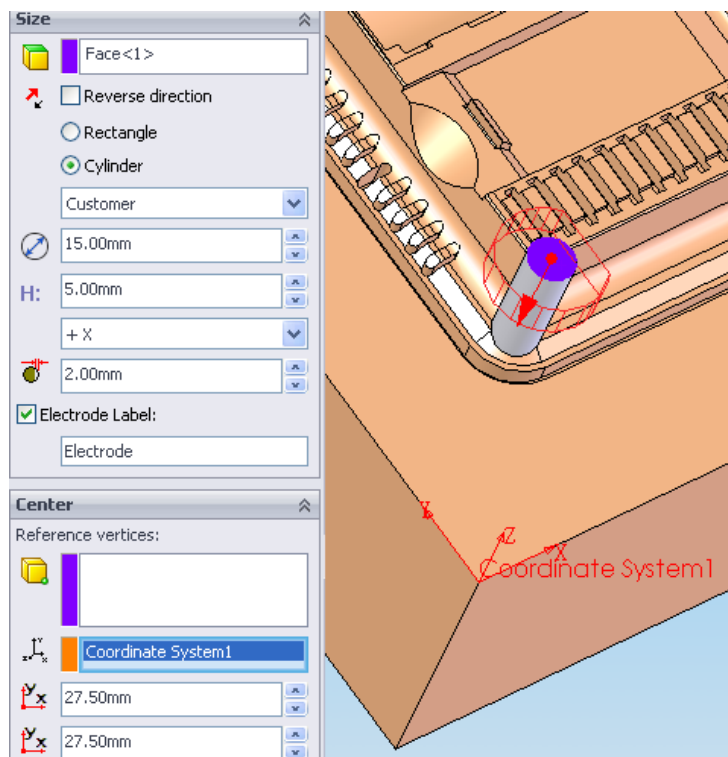 Size
Face<1>
Reverse direction
Rectangle
Cylinder
Customer
15.00mm
H:
5.00mm
+ X
2.00mm
Electrode Label:
Electrode
Center
Reference vertices:
Coordinate System1
27.50mm
27.50mm
Y
Z
X
Coordinate System1